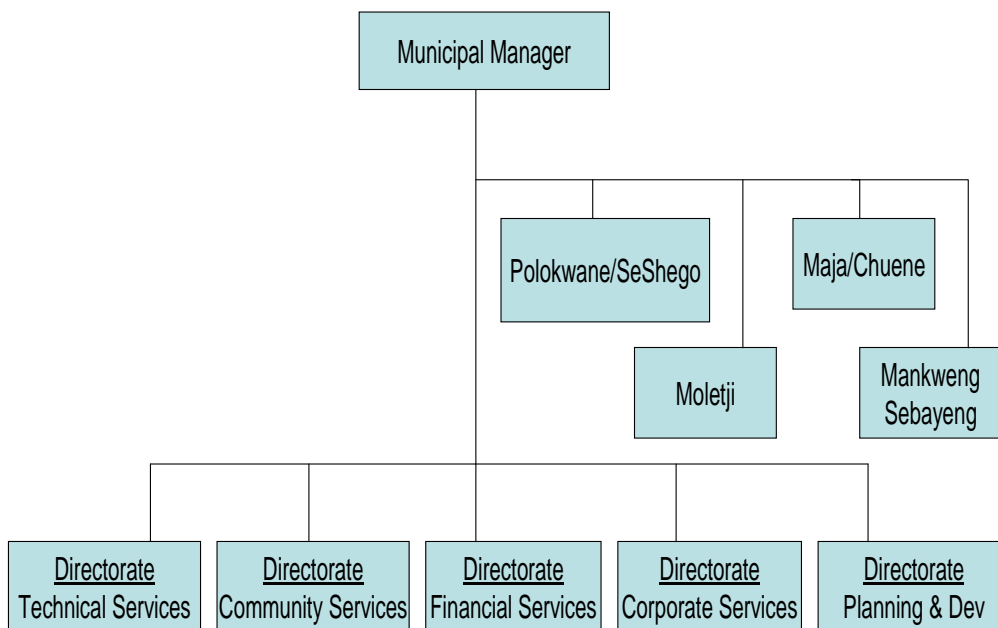 Municipal Manager
Polokwane/SeShego
Maja/Chuene
Moletji
Mankweng
Sebayeng
Directorate
Technical Services
Directorate
Community Services
Directorate
Financial Services
Directorate
Corporate Services
Directorate
Planning & Dev